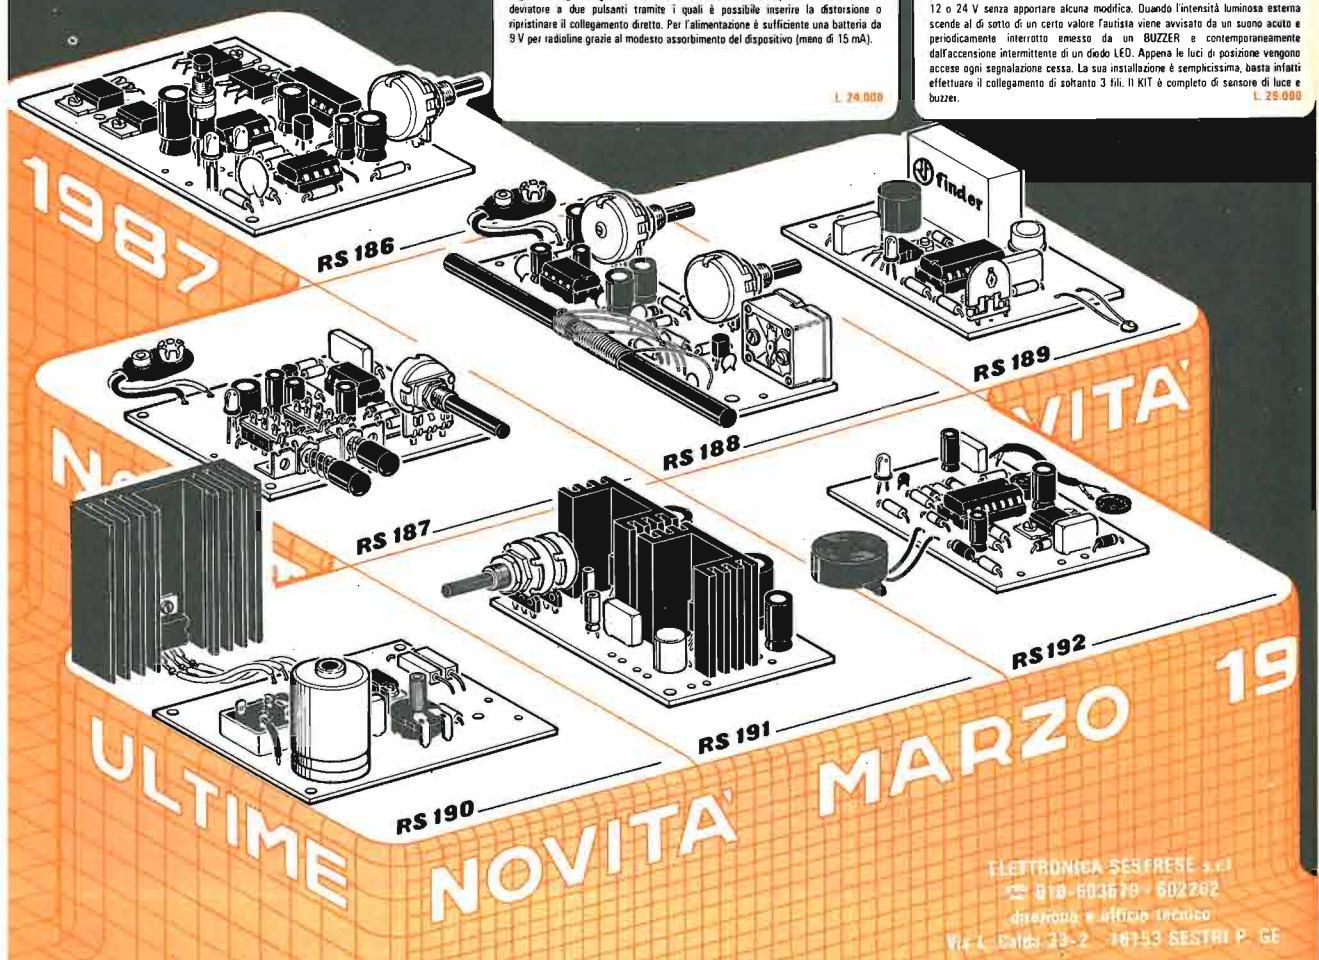 deviatore a due pulsanti tramite i quali è possibile inserire la distorsione o
ripristinare il collegamento diretto. Per l'alimentazione è sufficiente una batteria da
9 V per radioline grazie al modesto assorbimento del dispositivo (meno di 15 mA).
L. 24.000
12 o 24 V senza apportare alcuna modifica. Quando l'intensità luminosa esterna
scende al di sotto di un certo valore l'autista viene avvisato da un suono acuto e
periodicamente interrotto emesso da un BUZZER e contemporaneamente
dall'accensione intermittente di un diodo LED. Appena le luci di posizione vengono
accese ogni segnalazione cessa. La sua installazione è semplicissima, basta infatti
effettuare il collegamento di soltanto 3 fili. Il KIT è completo di sensore di luce e
buzzer.
L. 29.000
1987
RS 186
finder
RS 189
RS 188
VITA'
N
RS 187
RS 192
RS 191
RS 190
ULTIME NOVITA' MARZO 19
ELETTRONICA SESTRESE s.r.l.
☎ 010-603679 - 602262
direzione e ufficio tecnico
Via L. Calda 33-2 - 16153 SESTRI P. GE